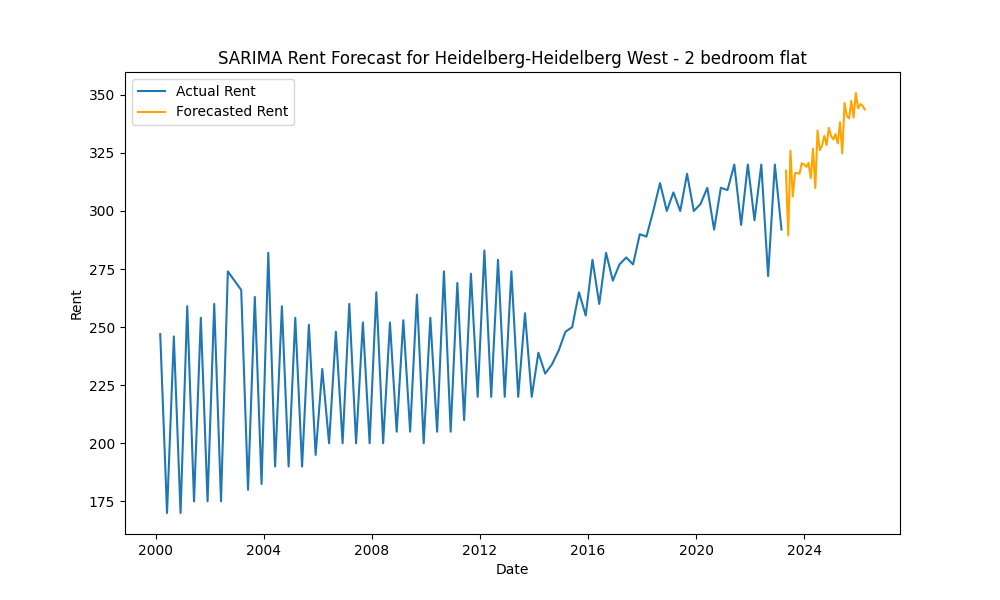 SARIMA Rent Forecast for Heidelberg-Heidelberg West - 2 bedroom flat
Actual Rent
Forecasted Rent
350
325
300
275
250
225
200
175
Rent
2000 2004 2008 2012 2016 2020 2024
Date